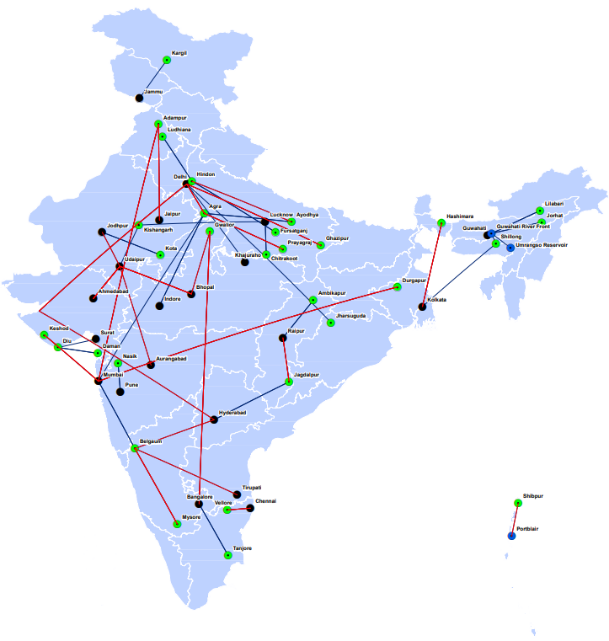 Kargil
Jammu
Adampur
Ludhiana
Delhi
Hindon
Agra
Lucknow
Ayodhya
Jaipur
Kishangarh
Gwalior
Fursatganj
Jodhpur
Kota
Prayagraj
Ghazipur
Khajuraho
Chitrakoot
Udaipur
Hashimara
Lilabari
Jorhat
Guwahati
Guwahati River Front
Shillong
Umrangso Reservoir
Ahmadabad
Indore
Bhopal
Durgapur
Kolkata
Ambikapur
Jharsuguda
Keshod
Diu
Surat
Daman
Nasik
Aurangabad
Raipur
Mumbai
Pune
Jagdalpur
Hyderabad
Belgaum
Tirupati
Bangalore
Vellore
Chennai
Mysore
Tanjore
Shibpur
Portblair